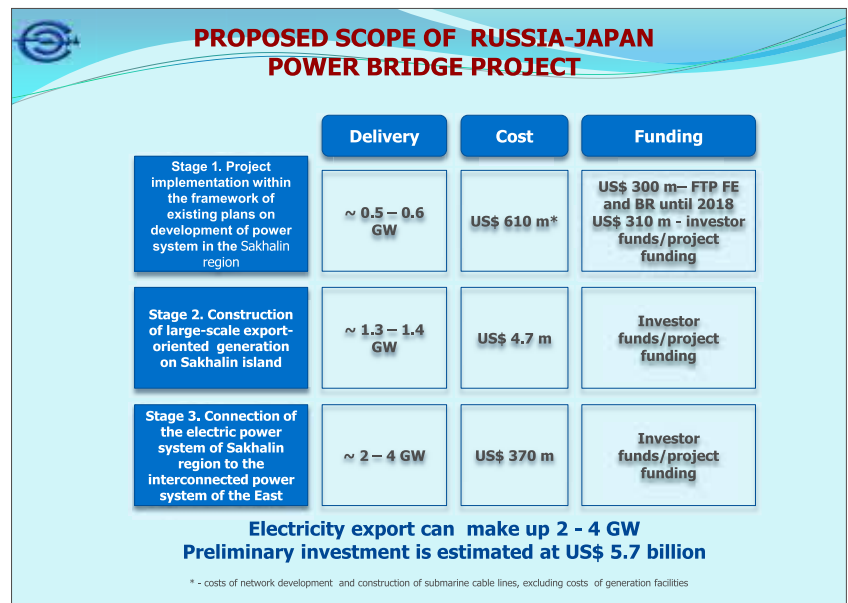 PROPOSED SCOPE OF RUSSIA-JAPAN
POWER BRIDGE PROJECT
Delivery
Cost
Funding
Stage 1. Project
implementation within
the framework of
existing plans on
development of power
system in the Sakhalin
region
~ 0.5 – 0.6
GW
US$ 610 m*
US$ 300 m– FTP FE
and BR until 2018
US$ 310 m - investor
funds/project
funding
Stage 2. Construction
of large-scale export-
oriented generation
on Sakhalin island
~ 1.3 – 1.4
GW
US$ 4.7 m
Investor
funds/project
funding
Stage 3. Connection of
the electric power
system of Sakhalin
region to the
interconnected power
system of the East
~ 2 – 4 GW
US$ 370 m
Investor
funds/project
funding
Electricity export can make up 2 - 4 GW
Preliminary investment is estimated at US$ 5.7 billion
* - costs of network development and construction of submarine cable lines, excluding costs of generation facilities